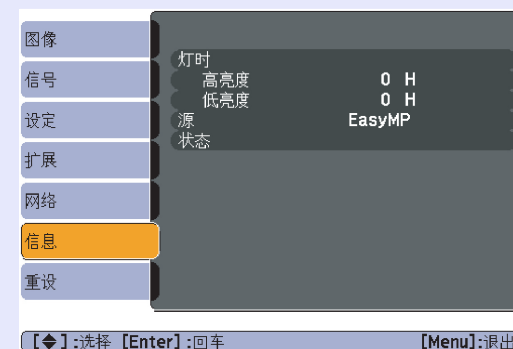 图像
信号
设定
扩展
网络
信息
重设
灯时
高亮度 0 H
低亮度 0 H
源 EasyMP
状态
[◆]:选择 [Enter]:回车 [Menu]:退出